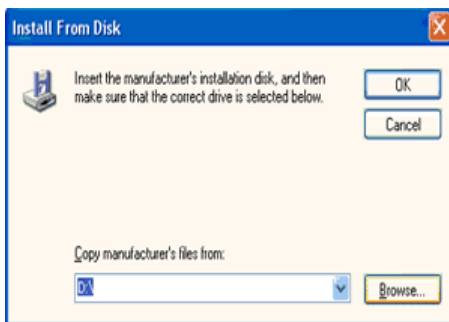 Install From Disk
Insert the manufacturer's installation disk, and then
make sure that the correct drive is selected below.
OK
Cancel
Copy manufacturer's files from:
D:\
Browse...